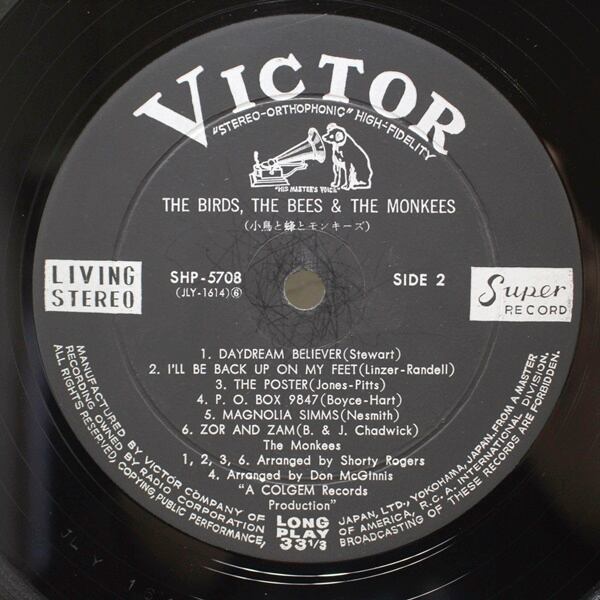 VICTOR
"STEREO-ORTHOPHONIC" HIGH-FIDELITY
"HIS MASTER'S VOICE"
THE BIRDS, THE BEES & THE MONKEES
(小鳥と蜂とモンキーズ)
LIVING STEREO
SHP-5708
(JLY-1614)⑥
SIDE 2
Super
RECORD
1. DAYDREAM BELIEVER(Stewart)
2. I'LL BE BACK UP ON MY FEET(Linzer-Randell)
3. THE POSTER(Jones-Pitts)
4. P. O. BOX 9847(Boyce-Hart)
5. MAGNOLIA SIMMS(Nesmith)
6. ZOR AND ZAM(B. & J. Chadwick)
The Monkees
1, 2, 3, 6. Arranged by Shorty Rogers
4. Arranged by Don McGinnis
"A COLGEM Records
Production"
MANUFACTURED BY VICTOR COMPANY OF JAPAN, LTD., YOKOHAMA, JAPAN, FROM A MASTER
RECORDING OWNED BY RADIO CORPORATION OF AMERICA, R.C.A. INTERNATIONAL DIVISION.
ALL RIGHTS RESERVED, COPYING, PUBLIC PERFORMANCE, BROADCASTING OF THESE RECORDS ARE FORBIDDEN.
LONG
PLAY
33 1/3